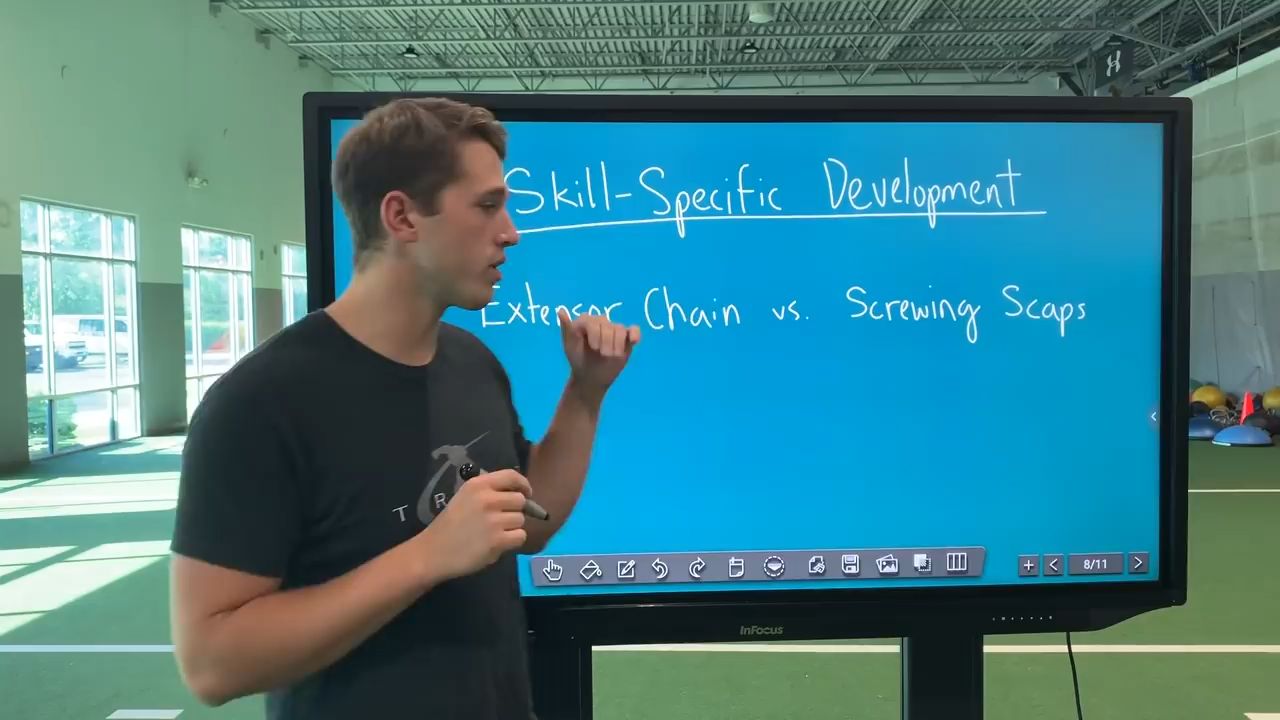 Skill-Specific Development
Extensor Chain vs. Screwing Scaps
T R
8/11
InFocus